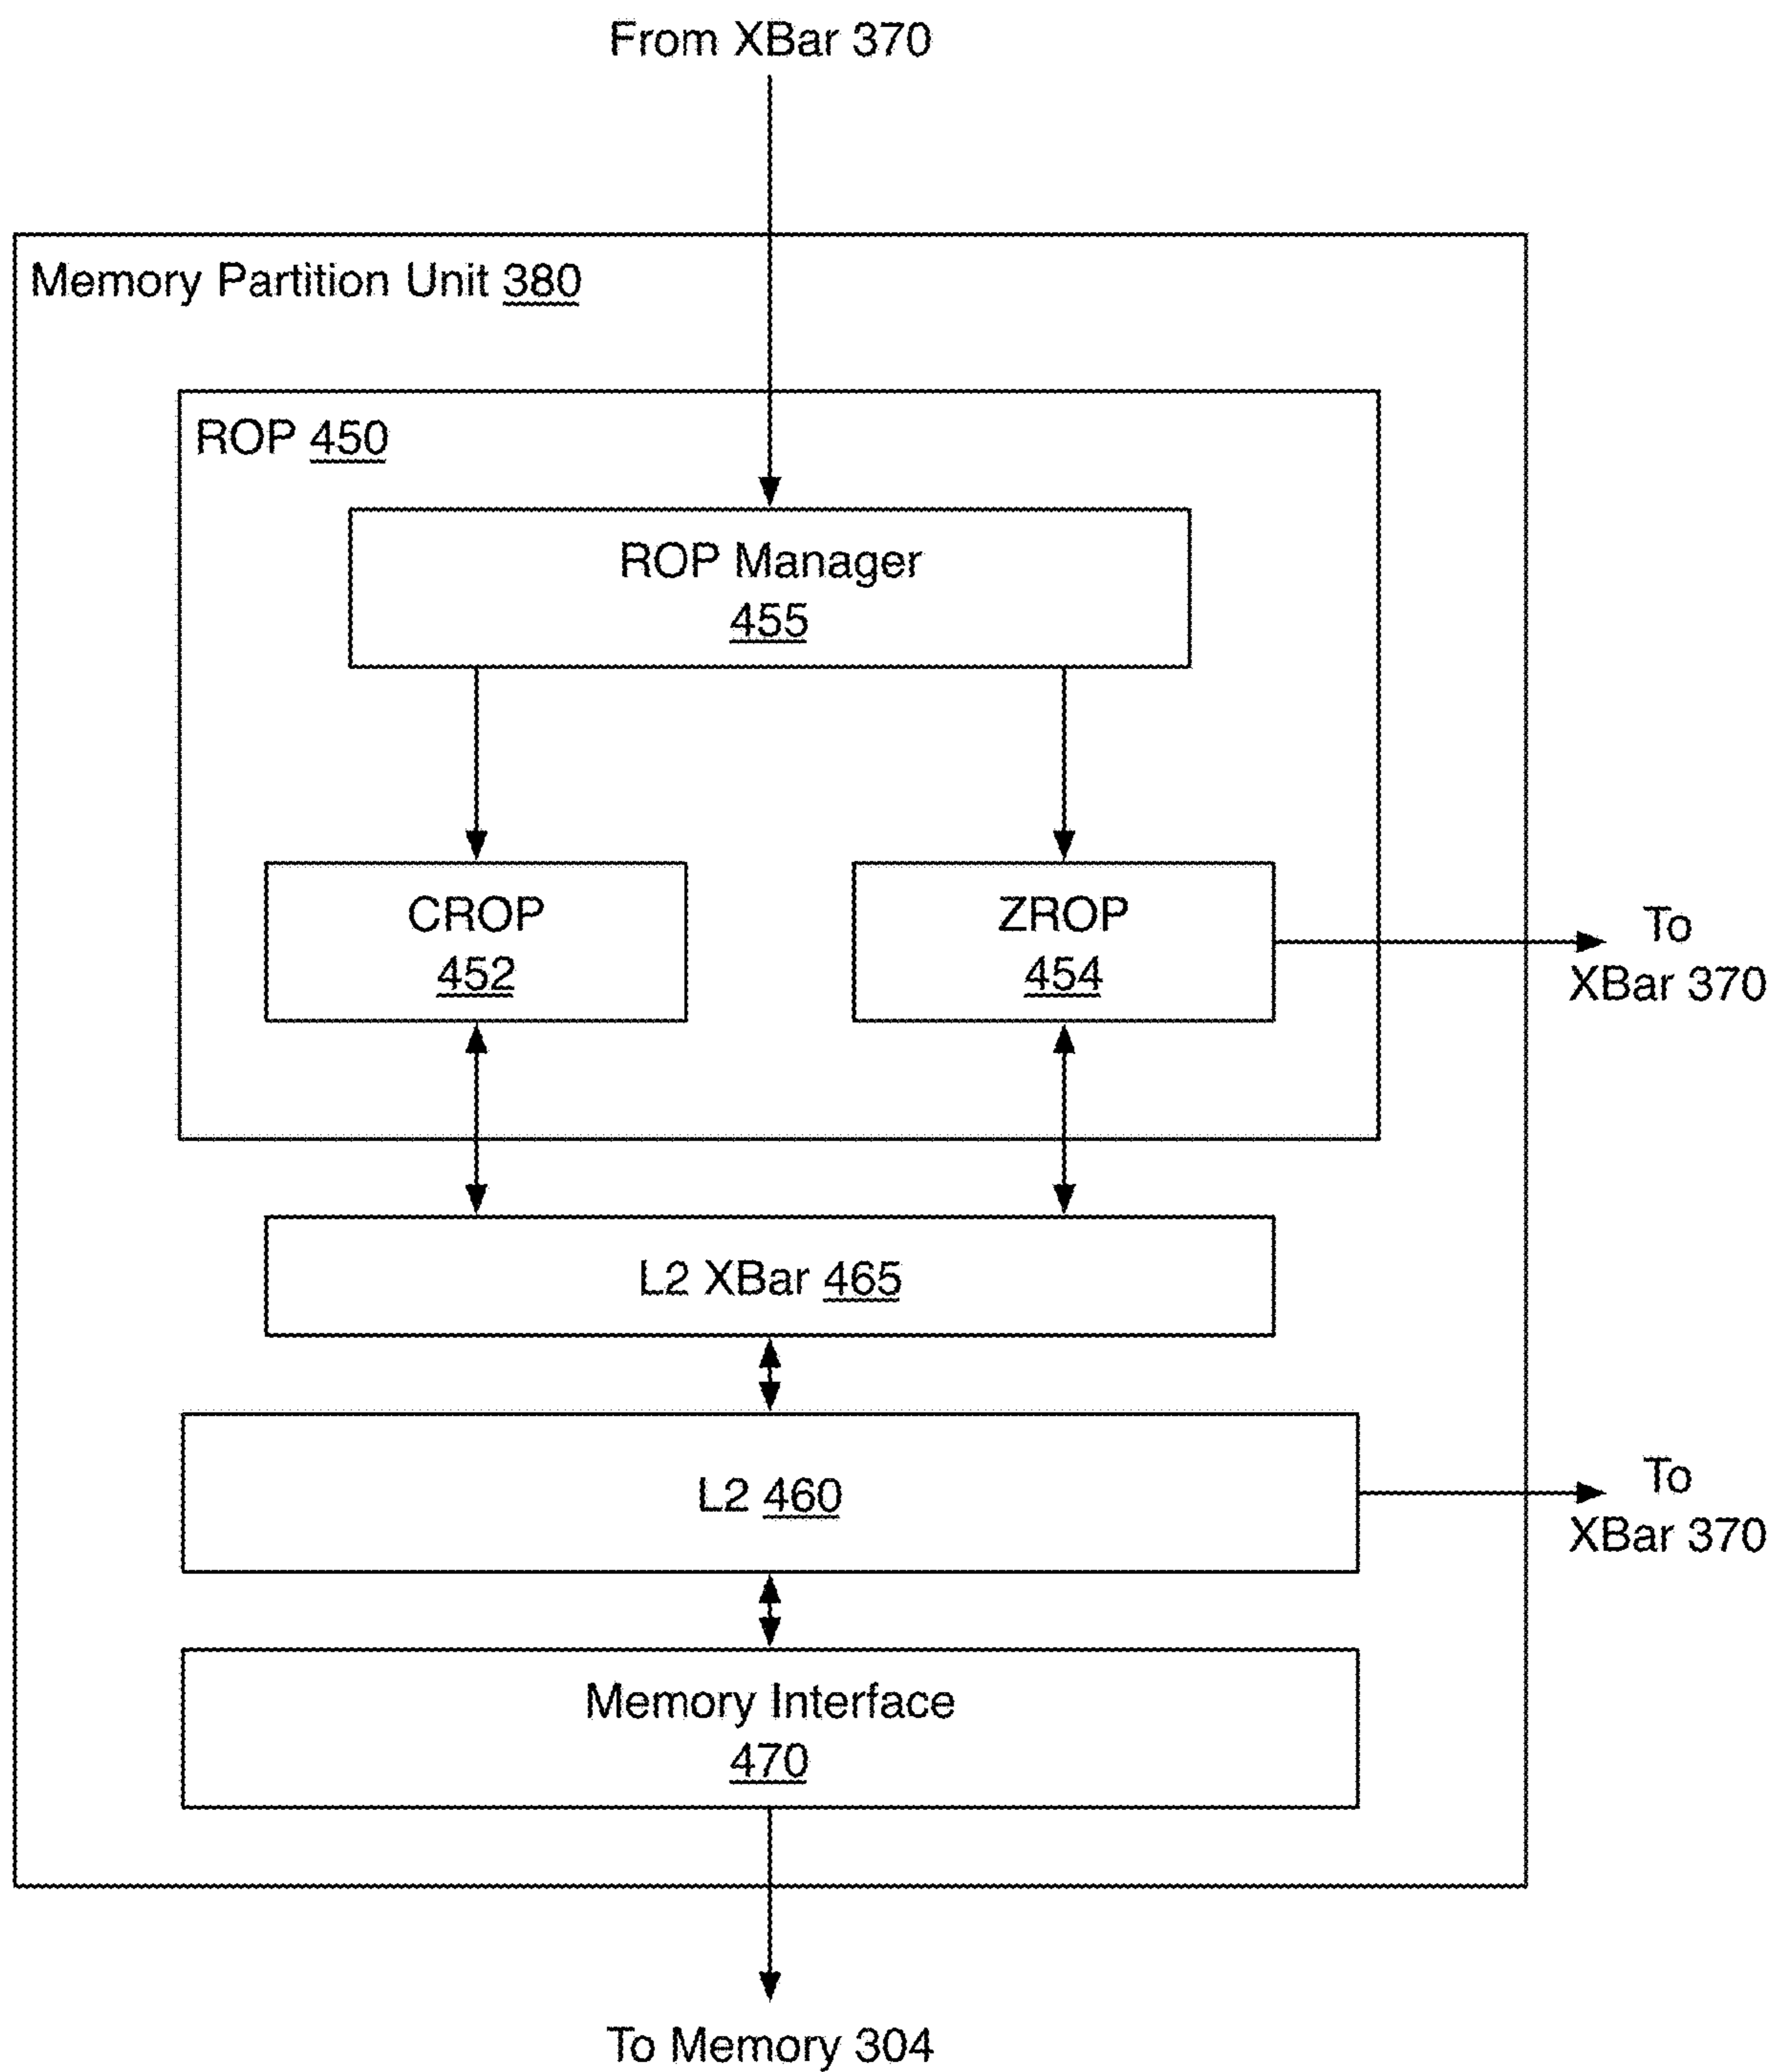 From XBar 370
Memory Partition Unit 380
ROP 450
ROP Manager
455
CROP
452
ZROP
454
To
XBar 370
L2 XBar 465
L2 460
To
XBar 370
Memory Interface
470
To Memory 304